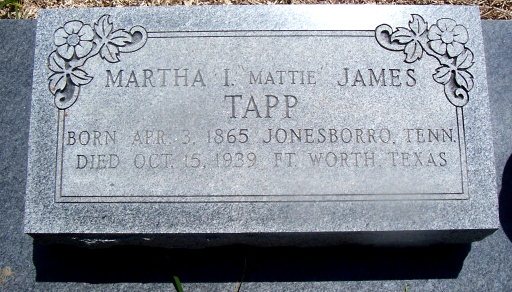 MARTHA I. MATTIE JAMES
TAPP
BORN APR. 3, 1865 JONESBORRO, TENN.
DIED OCT. 15, 1939 FT. WORTH, TEXAS